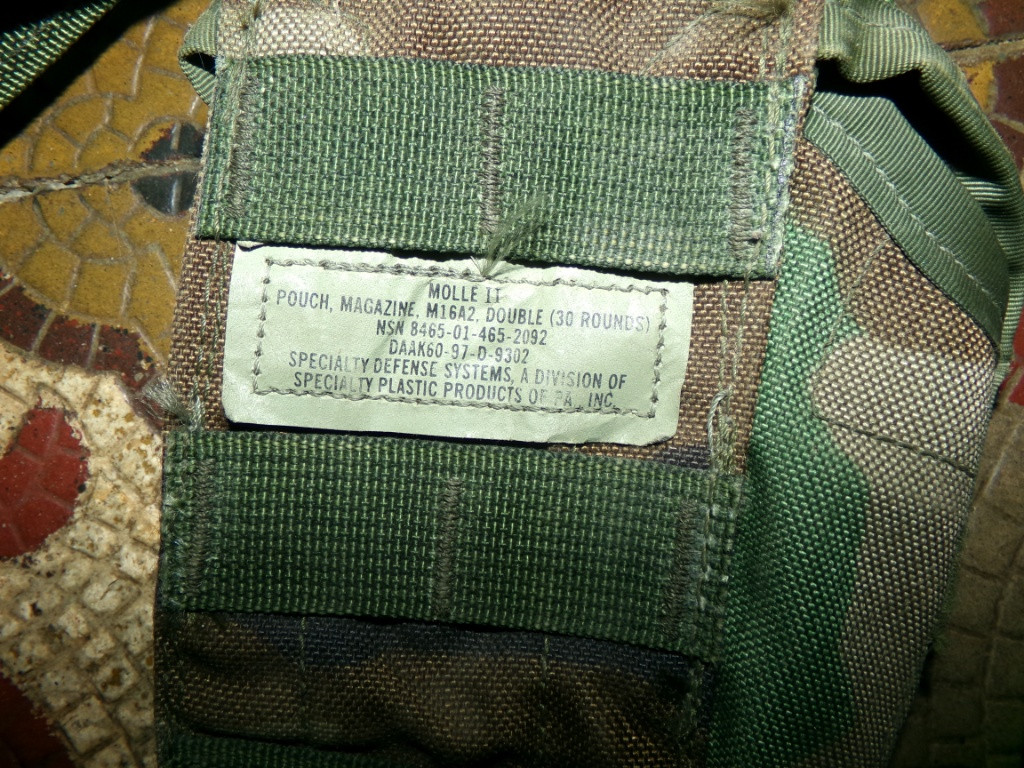 MOLLE II
POUCH, MAGAZINE, M16A2, DOUBLE (30 ROUNDS)
NSN 8465-01-465-2092
DAAK60-97-D-9302
SPECIALTY DEFENSE SYSTEMS, A DIVISION OF
SPECIALTY PLASTIC PRODUCTS OF PA., INC.